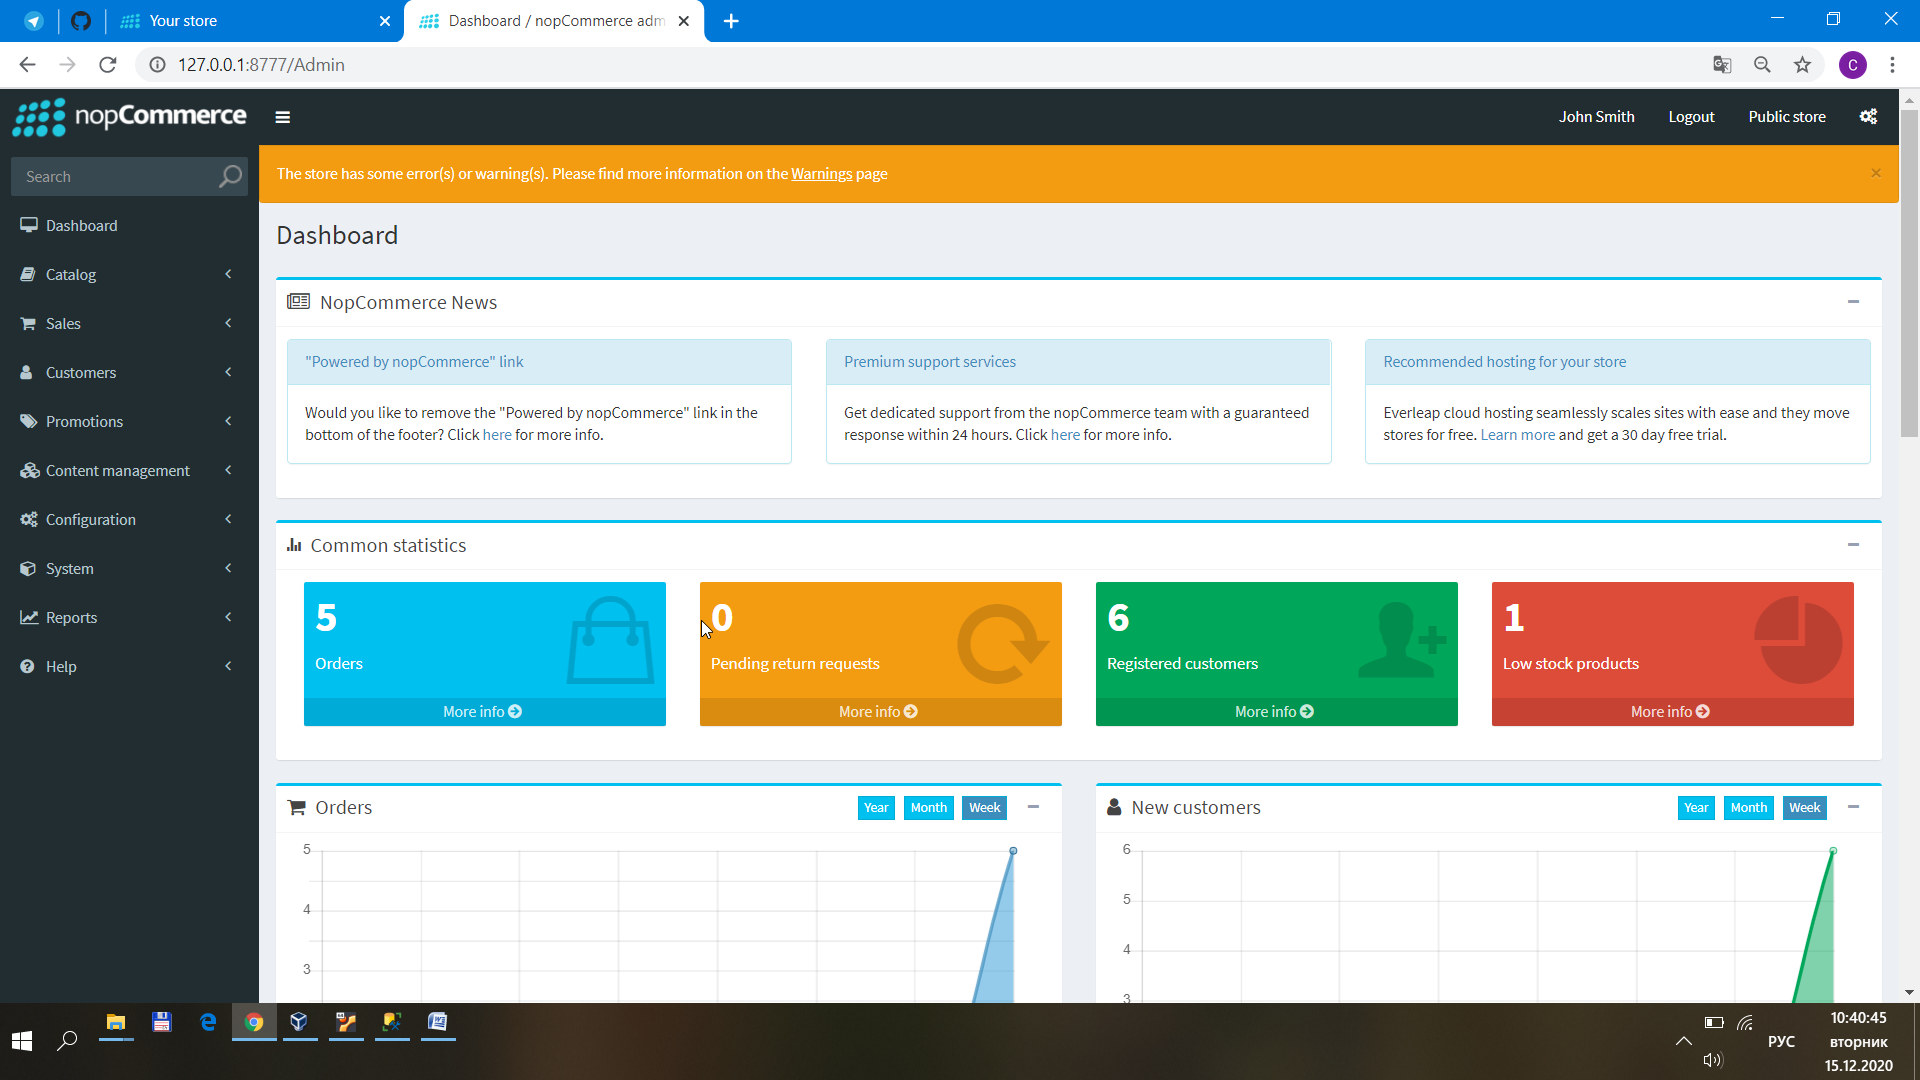 Your store
Dashboard / nopCommerce adm
127.0.0.1:8777/Admin
C
nopCommerce
John Smith
Logout
Public store
Search
The store has some error(s) or warning(s). Please find more information on the Warnings page
×
Dashboard
Catalog
Sales
Customers
Promotions
Content management
Configuration
System
Reports
Help
Dashboard
NopCommerce News
"Powered by nopCommerce" link
Would you like to remove the "Powered by nopCommerce" link in the
bottom of the footer? Click here for more info.
Premium support services
Get dedicated support from the nopCommerce team with a guaranteed
response within 24 hours. Click here for more info.
Recommended hosting for your store
Everleap cloud hosting seamlessly scales sites with ease and they move
stores for free. Learn more and get a 30 day free trial.
Common statistics
5
Orders
More info
0
Pending return requests
More info
6
Registered customers
More info
1
Low stock products
More info
Orders
Year
Month
Week
5
4
3
New customers
Year
Month
Week
6
5
4
3
РУС
10:40:45
вторник
15.12.2020